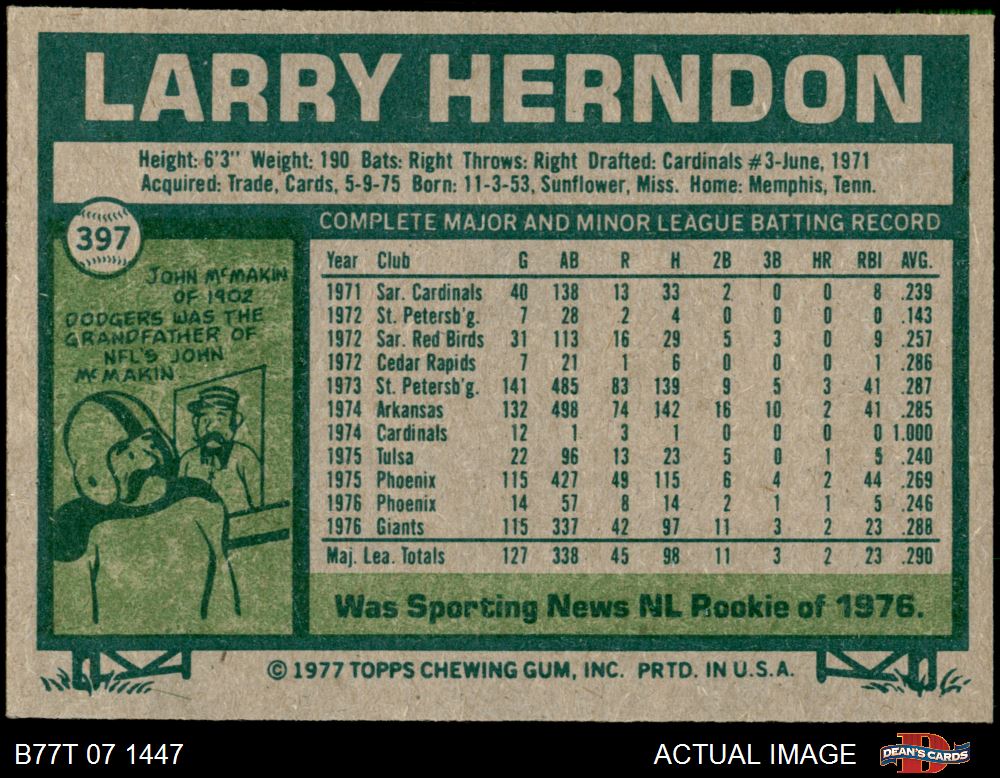 LARRY HERNDON
Height: 6'3" Weight: 190 Bats: Right Throws: Right Drafted: Cardinals #3-June, 1971
Acquired: Trade, Cards, 5-9-75 Born: 11-3-53, Sunflower, Miss. Home: Memphis, Tenn.
397
JOHN McMAKIN
OF 1902
DODGERS WAS THE
GRANDFATHER OF
NFL'S JOHN
McMAKIN
COMPLETE MAJOR AND MINOR LEAGUE BATTING RECORD
Year Club G AB R H 2B 3B HR RBI AVG.
1971 Sar. Cardinals 40 138 13 33 2 0 0 8 .239
1972 St. Petersb'g. 7 28 2 4 0 0 0 0 .143
1972 Sar. Red Birds 31 113 16 29 5 3 0 9 .257
1972 Cedar Rapids 7 21 1 6 0 0 0 1 .286
1973 St. Petersb'g. 141 485 83 139 9 5 3 41 .287
1974 Arkansas 132 498 74 142 16 10 2 41 .285
1974 Cardinals 12 1 3 1 0 0 0 0 1.000
1975 Tulsa 22 96 13 23 5 0 1 5 .240
1975 Phoenix 115 427 49 115 6 4 2 44 .269
1976 Phoenix 14 57 8 14 2 1 1 5 .246
1976 Giants 115 337 42 97 11 3 2 23 .288
Maj. Lea. Totals 127 338 45 98 11 3 2 23 .290
Was Sporting News NL Rookie of 1976.
© 1977 TOPPS CHEWING GUM, INC. PRTD. IN U.S.A.
B77T 07 1447
ACTUAL IMAGE
DEAN'S CARDS